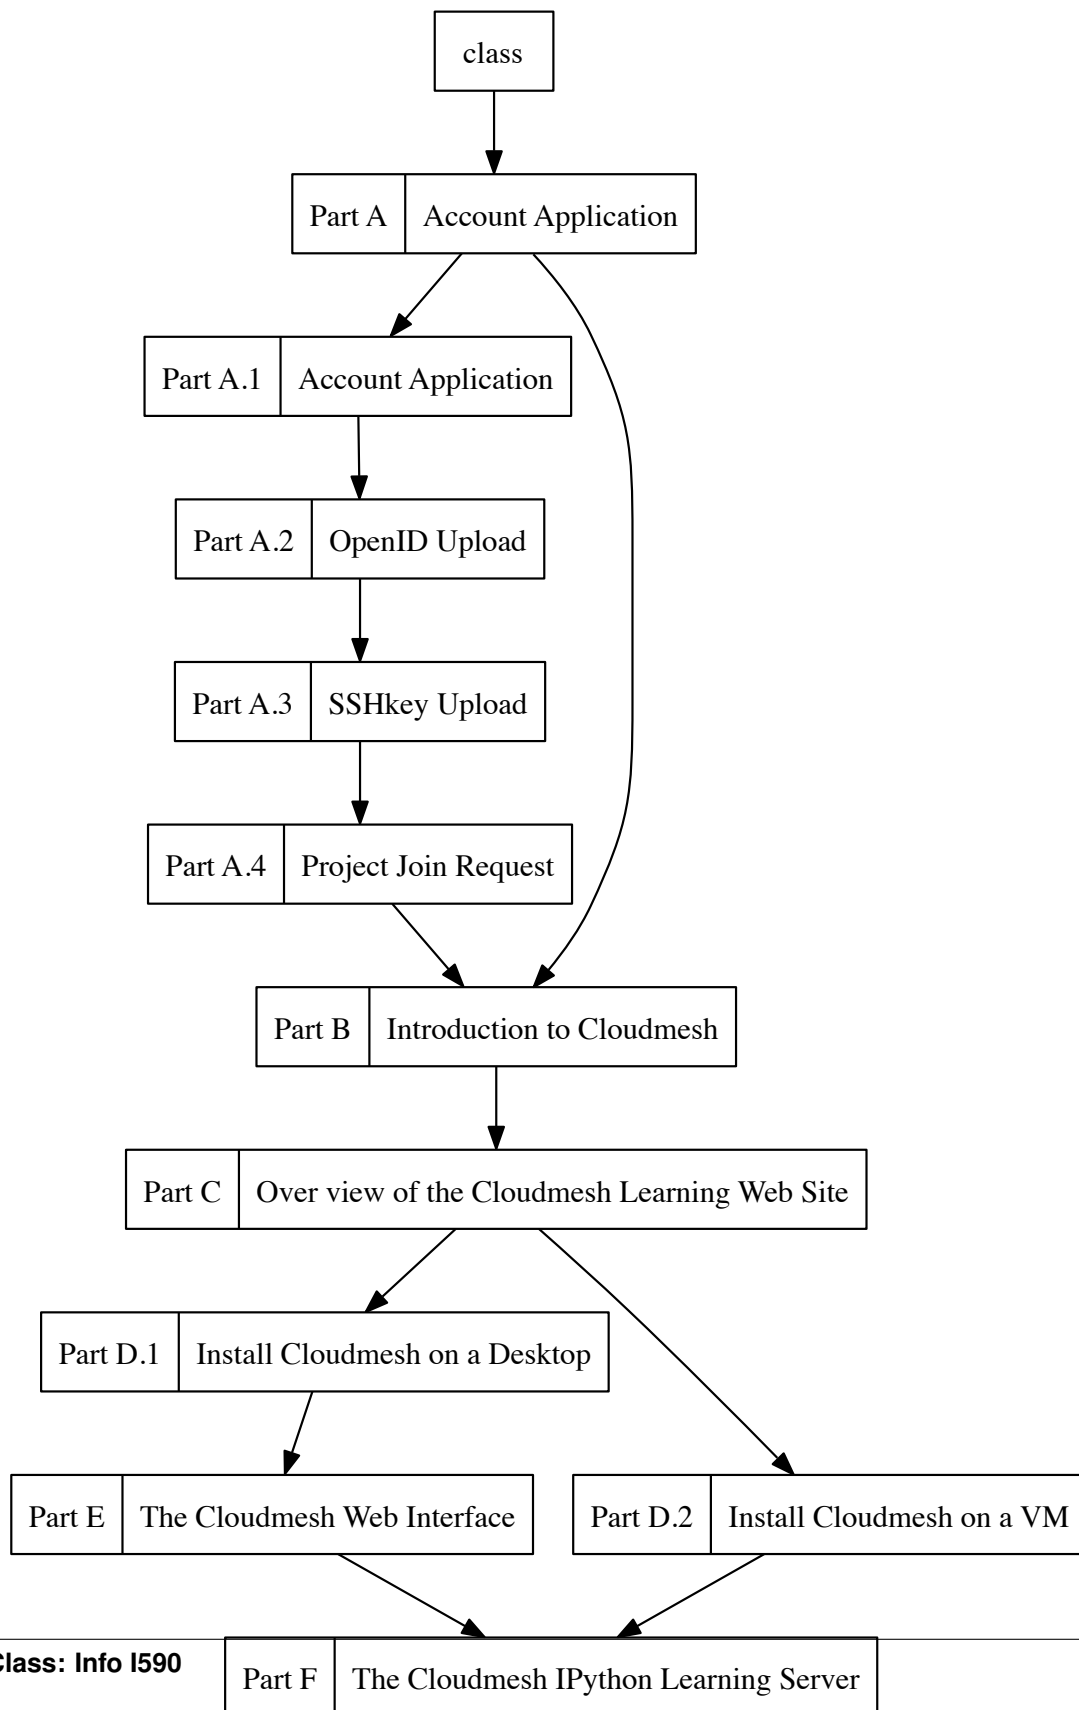 class
Part A Account Application
Part A.1 Account Application
Part A.2 OpenID Upload
Part A.3 SSHkey Upload
Part A.4 Project Join Request
Part B Introduction to Cloudmesh
Part C Over view of the Cloudmesh Learning Web Site
Part D.1 Install Cloudmesh on a Desktop
Part E The Cloudmesh Web Interface
Part D.2 Install Cloudmesh on a VM
Class: Info I590
Part F The Cloudmesh IPython Learning Server